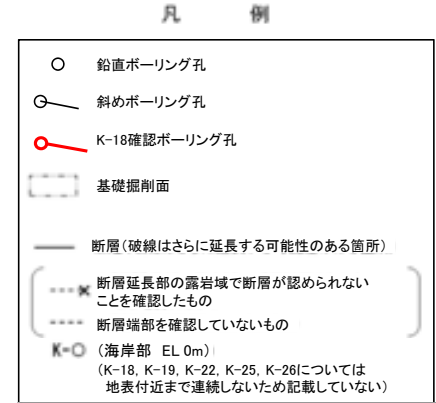 凡 例
鉛直ボーリング孔
斜めボーリング孔
K-18確認ボーリング孔
基礎掘削面
断層(破線はさらに延長する可能性のある箇所)
断層延長部の露岩域で断層が認められない
ことを確認したもの
断層端部を確認していないもの
K-○ (海岸部 EL 0m)
(K-18, K-19, K-22, K-25, K-26については
地表付近まで連続しないため記載していない)